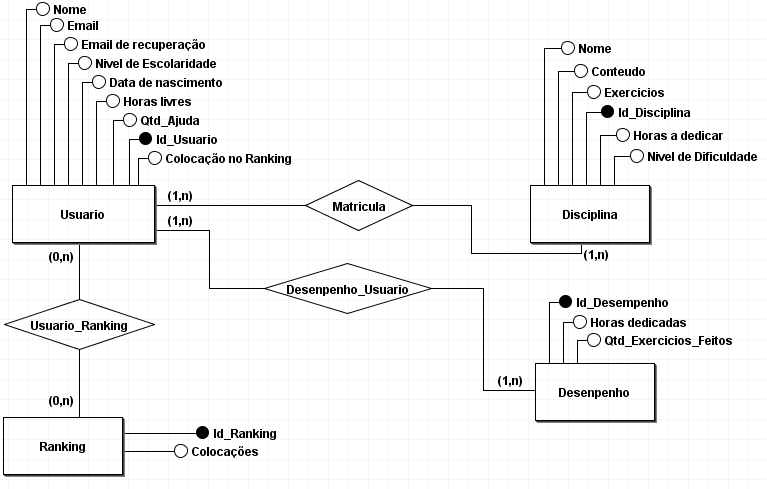 Nome
Email
Email de recuperação
Nivel de Escolaridade
Data de nascimento
Horas livres
Qtd_Ajuda
Id_Usuario
Colocação no Ranking
Usuario
(1,n)
(1,n)
(0,n)
Matricula
Nome
Conteudo
Exercicios
Id_Disciplina
Horas a dedicar
Nivel de Dificuldade
Disciplina
(1,n)
Desenpenho_Usuario
Usuario_Ranking
Id_Desempenho
Horas dedicadas
Qtd_Exercicios_Feitos
(1,n)
Desenpenho
(0,n)
Ranking
Id_Ranking
Colocações